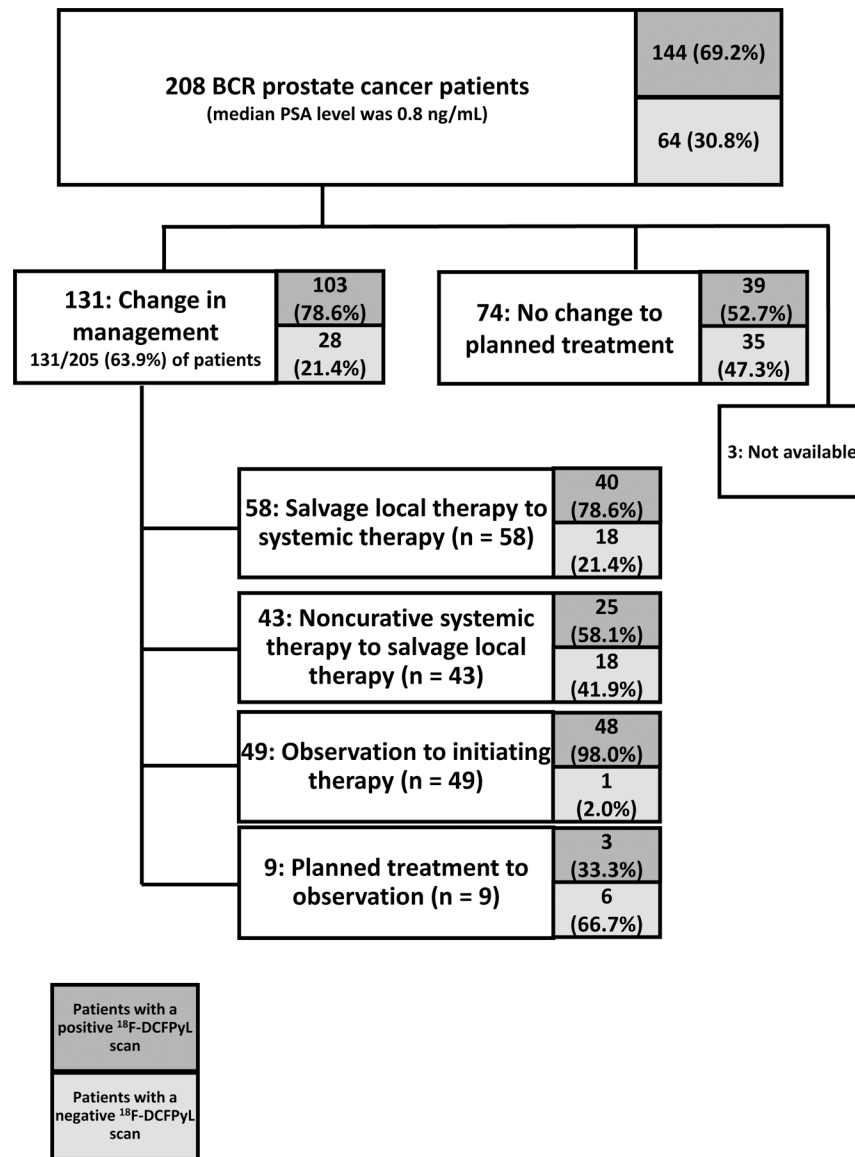 208 BCR prostate cancer patients
(median PSA level was 0.8 ng/mL)
144 (69.2%)
64 (30.8%)
131: Change in
management
131/205 (63.9%) of patients
103
(78.6%)
28
(21.4%)
74: No change to
planned treatment
39
(52.7%)
35
(47.3%)
3: Not available
58: Salvage local therapy to
systemic therapy (n = 58)
40
(78.6%)
18
(21.4%)
43: Noncurative systemic
therapy to salvage local
therapy (n = 43)
25
(58.1%)
18
(41.9%)
49: Observation to initiating
therapy (n = 49)
48
(98.0%)
1
(2.0%)
9: Planned treatment to
observation (n = 9)
3
(33.3%)
6
(66.7%)
Patients with a
positive ¹⁸F-DCFPyL
scan
Patients with a
negative ¹⁸F-DCFPyL
scan